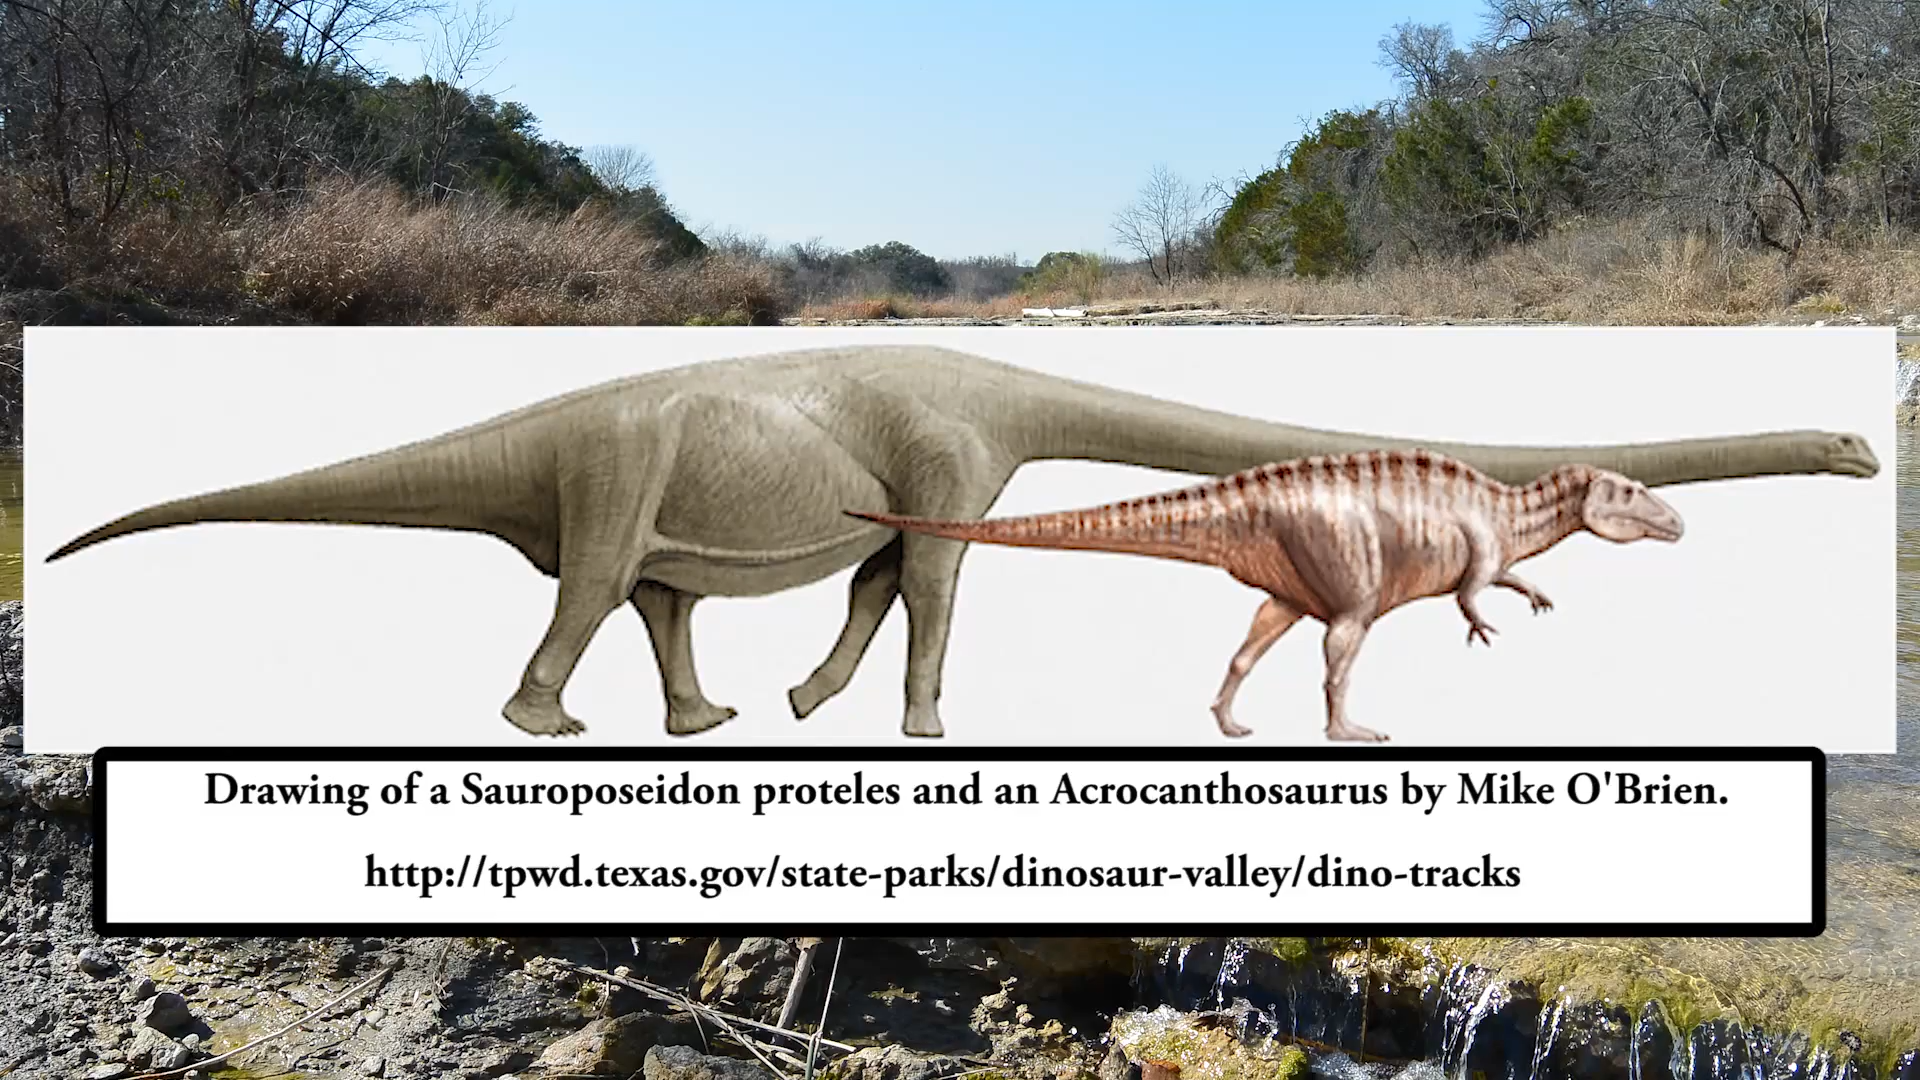 Drawing of a Sauroposeidon proteles and an Acrocanthosaurus by Mike O'Brien.
http://tpwd.texas.gov/state-parks/dinosaur-valley/dino-tracks